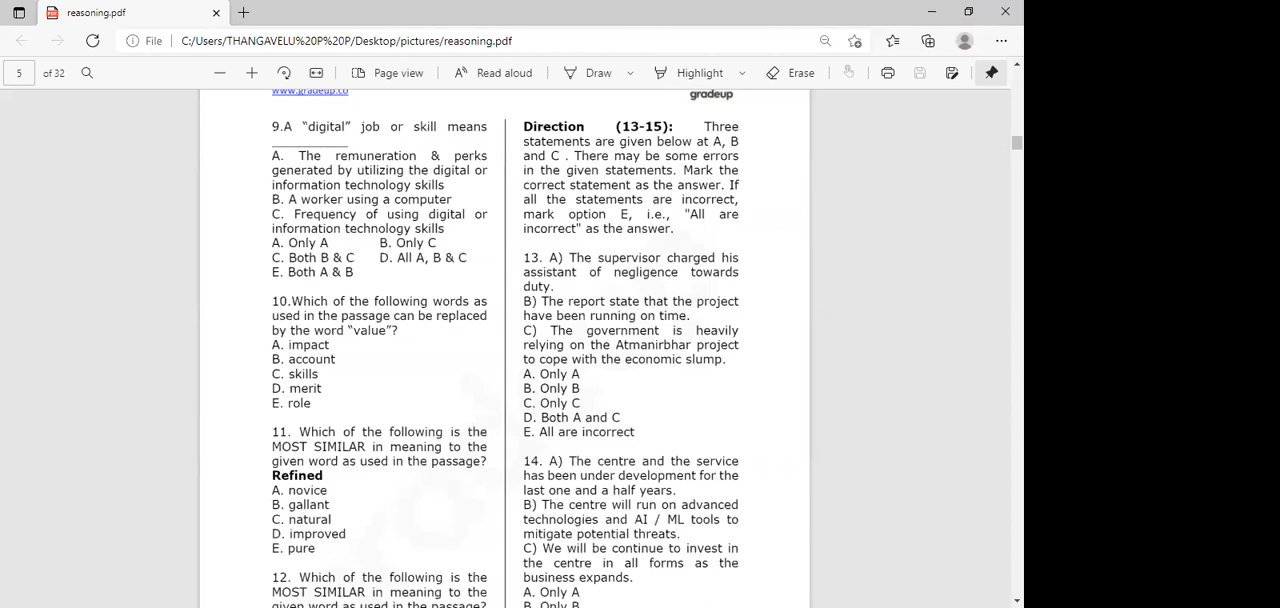 reasoning.pdf
File
C:/Users/THANGAVELU%20P%20P/Desktop/pictures/reasoning.pdf
5
of 32
Page view
Read aloud
Draw
Highlight
Erase
www.gradeup.co
gradeup
9.A “digital” job or skill means
____________
A. The remuneration & perks
generated by utilizing the digital or
information technology skills
B. A worker using a computer
C. Frequency of using digital or
information technology skills
A. Only A B. Only C
C. Both B & C D. All A, B & C
E. Both A & B
10.Which of the following words as
used in the passage can be replaced
by the word “value”?
A. impact
B. account
C. skills
D. merit
E. role
11. Which of the following is the
MOST SIMILAR in meaning to the
given word as used in the passage?
Refined
A. novice
B. gallant
C. natural
D. improved
E. pure
12. Which of the following is the
MOST SIMILAR in meaning to the
given word as used in the passage?
Direction (13-15): Three
statements are given below at A, B
and C . There may be some errors
in the given statements. Mark the
correct statement as the answer. If
all the statements are incorrect,
mark option E, i.e., "All are
incorrect" as the answer.
13. A) The supervisor charged his
assistant of negligence towards
duty.
B) The report state that the project
have been running on time.
C) The government is heavily
relying on the Atmanirbhar project
to cope with the economic slump.
A. Only A
B. Only B
C. Only C
D. Both A and C
E. All are incorrect
14. A) The centre and the service
has been under development for the
last one and a half years.
B) The centre will run on advanced
technologies and AI / ML tools to
mitigate potential threats.
C) We will be continue to invest in
the centre in all forms as the
business expands.
A. Only A
B. Only B